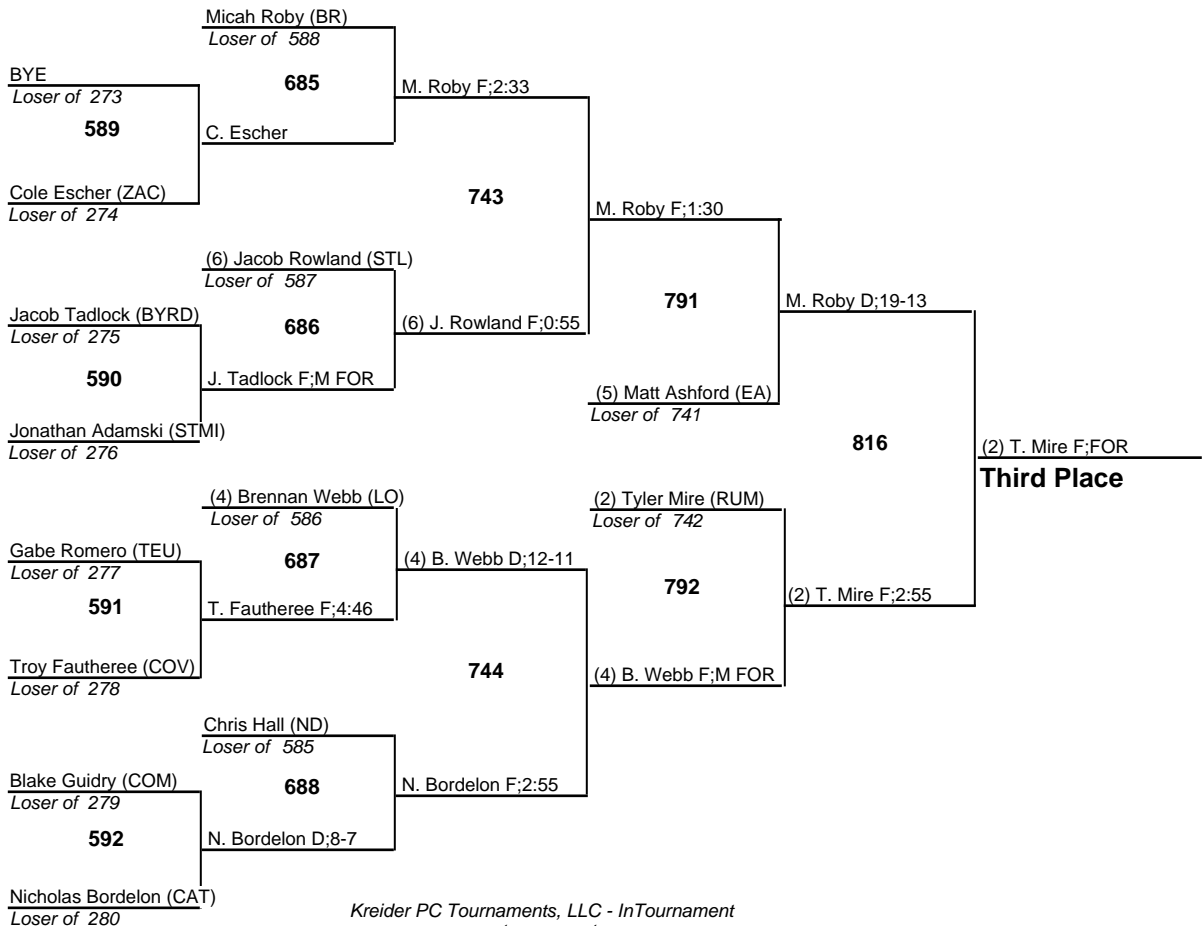 Micah Roby (BR)
Loser of 588
BYE
Loser of 273
685
M. Roby F;2:33
589
C. Escher
Cole Escher (ZAC)
Loser of 274
743
M. Roby F;1:30
(6) Jacob Rowland (STL)
Loser of 587
Jacob Tadlock (BYRD)
Loser of 275
686
(6) J. Rowland F;0:55
791
M. Roby D;19-13
590
J. Tadlock F;M FOR
(5) Matt Ashford (EA)
Loser of 741
Jonathan Adamski (STMI)
Loser of 276
816
(2) T. Mire F;FOR
Third Place
(4) Brennan Webb (LO)
Loser of 586
(2) Tyler Mire (RUM)
Loser of 742
Gabe Romero (TEU)
Loser of 277
687
(4) B. Webb D;12-11
591
T. Fautheree F;4:46
792
(2) T. Mire F;2:55
Troy Fautheree (COV)
Loser of 278
744
(4) B. Webb F;M FOR
Chris Hall (ND)
Loser of 585
Blake Guidry (COM)
Loser of 279
688
N. Bordelon F;2:55
592
N. Bordelon D;8-7
Nicholas Bordelon (CAT)
Loser of 280
Kreider PC Tournaments, LLC - InTournament